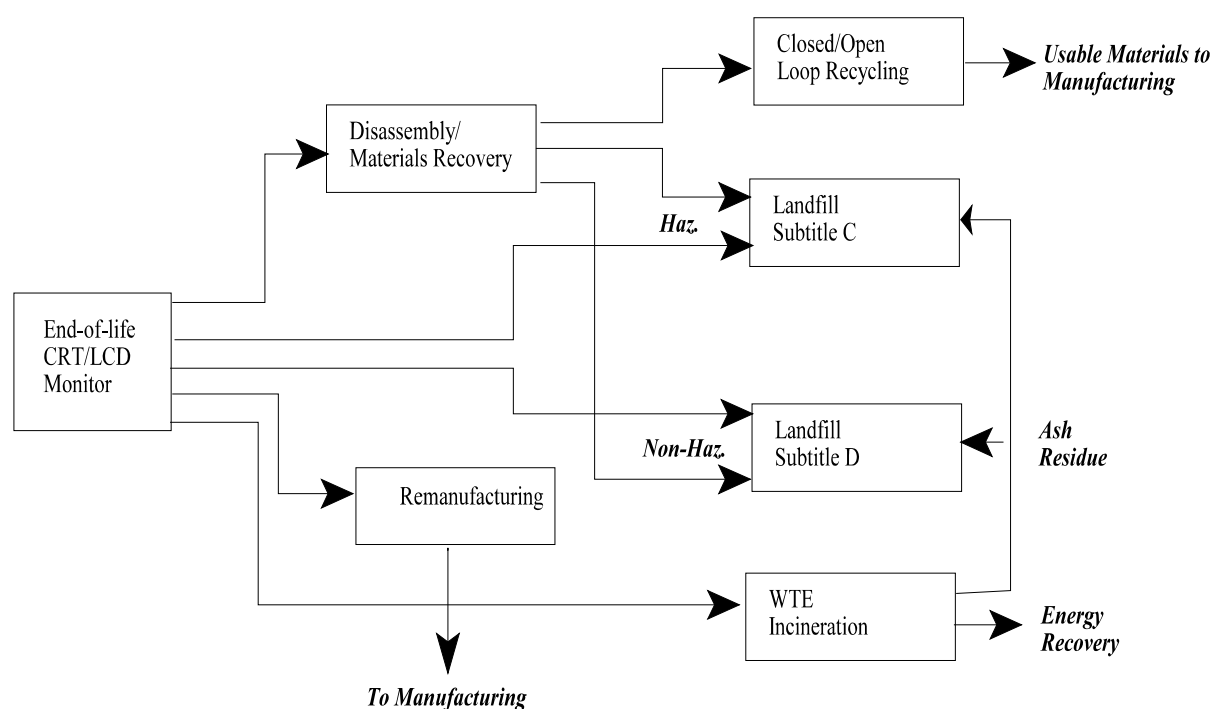 Closed/Open
Loop Recycling
Usable Materials to
Manufacturing
Disassembly/
Materials Recovery
Landfill
Subtitle C
Haz.
End-of-life
CRT/LCD
Monitor
Landfill
Subtitle D
Non-Haz.
Ash
Residue
Remanufacturing
WTE
Incineration
Energy
Recovery
To Manufacturing